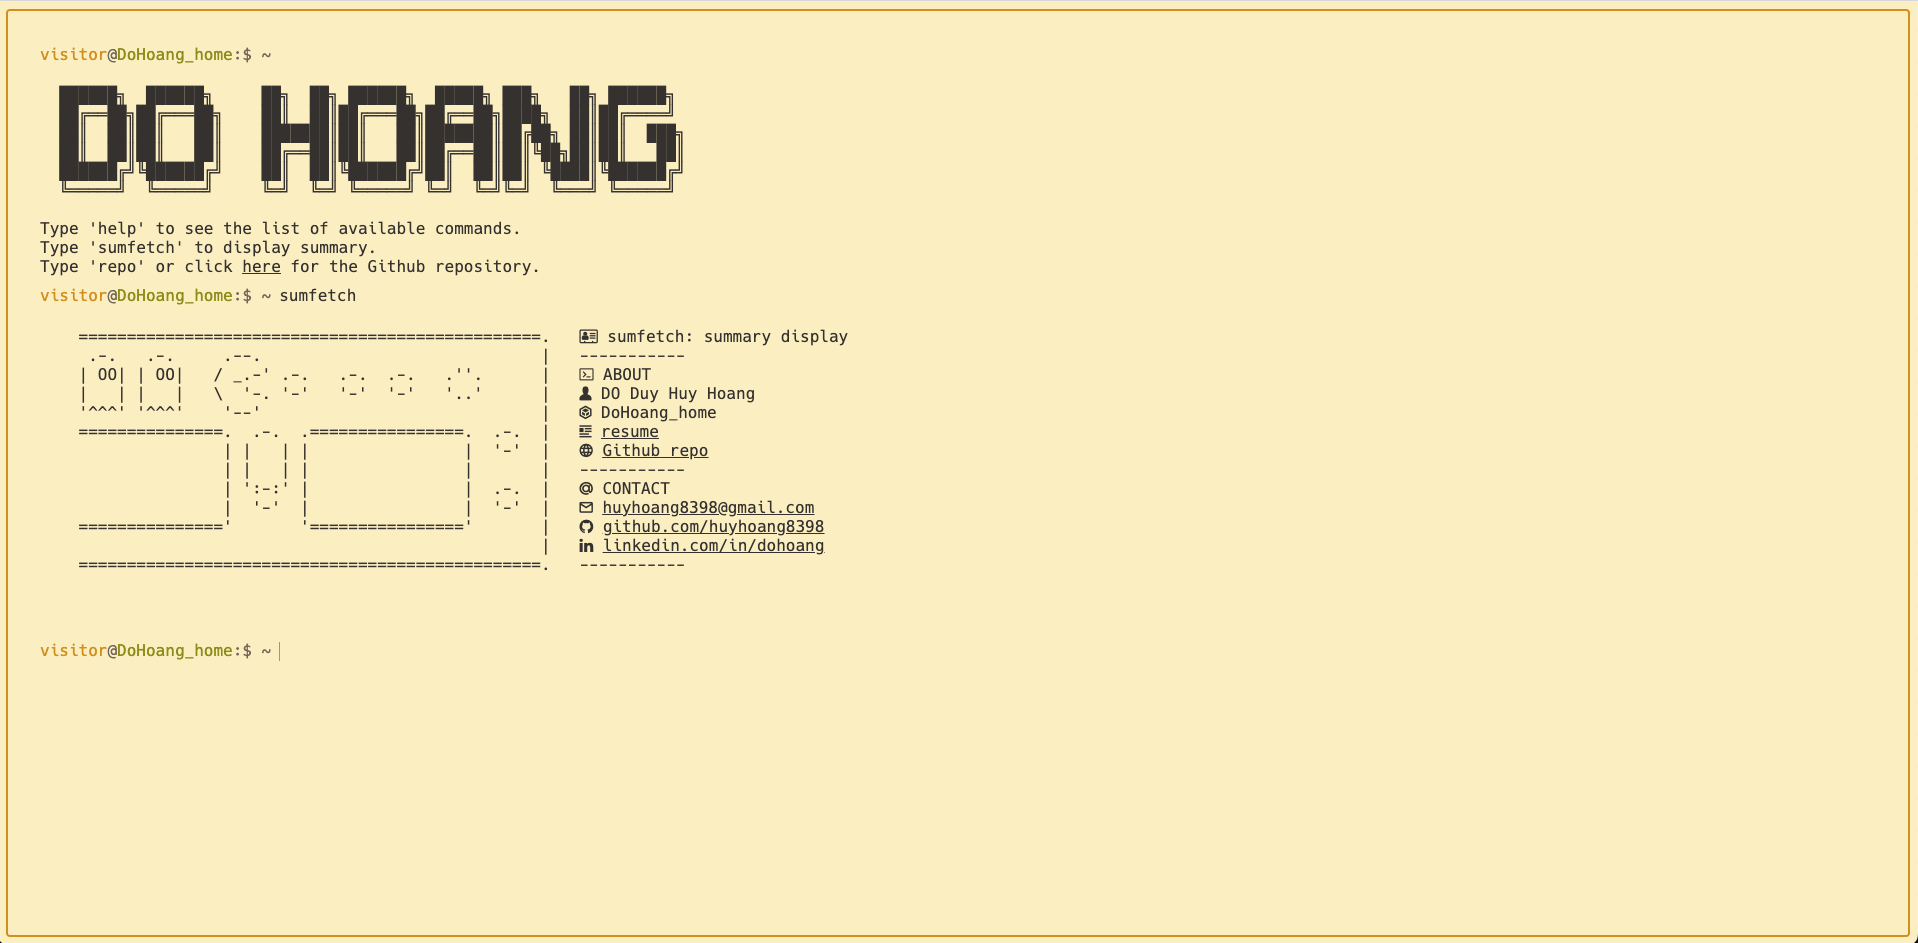 visitor@DoHoang_home:$ ~
DO HOANG
Type 'help' to see the list of available commands.
Type 'sumfetch' to display summary.
Type 'repo' or click here for the Github repository.
visitor@DoHoang_home:$ ~ sumfetch
sumfetch: summary display
-----------
ABOUT
DO Duy Huy Hoang
DoHoang_home
resume
Github repo
-----------
CONTACT
huyhoang8398@gmail.com
github.com/huyhoang8398
linkedin.com/in/dohoang
-----------
visitor@DoHoang_home:$ ~